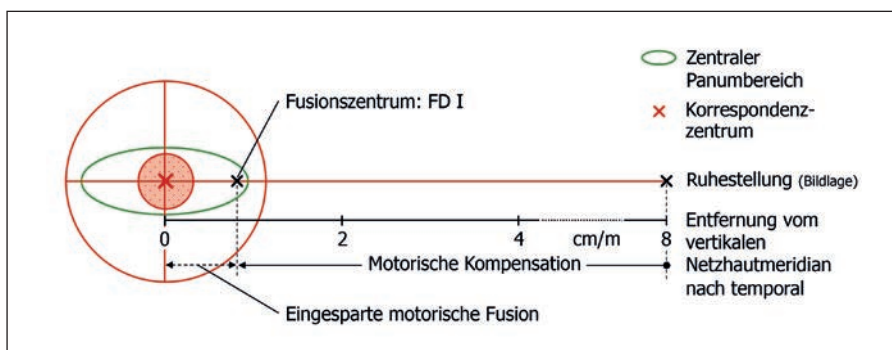 Zentraler
Panumbereich
Fusionszentrum: FD I
Korrespondenz-
zentrum
Ruhestellung (Bildlage)
0
2
4
cm/m
8
Entfernung vom
vertikalen
Netzhautmeridian
nach temporal
Motorische Kompensation
Eingesparte motorische Fusion